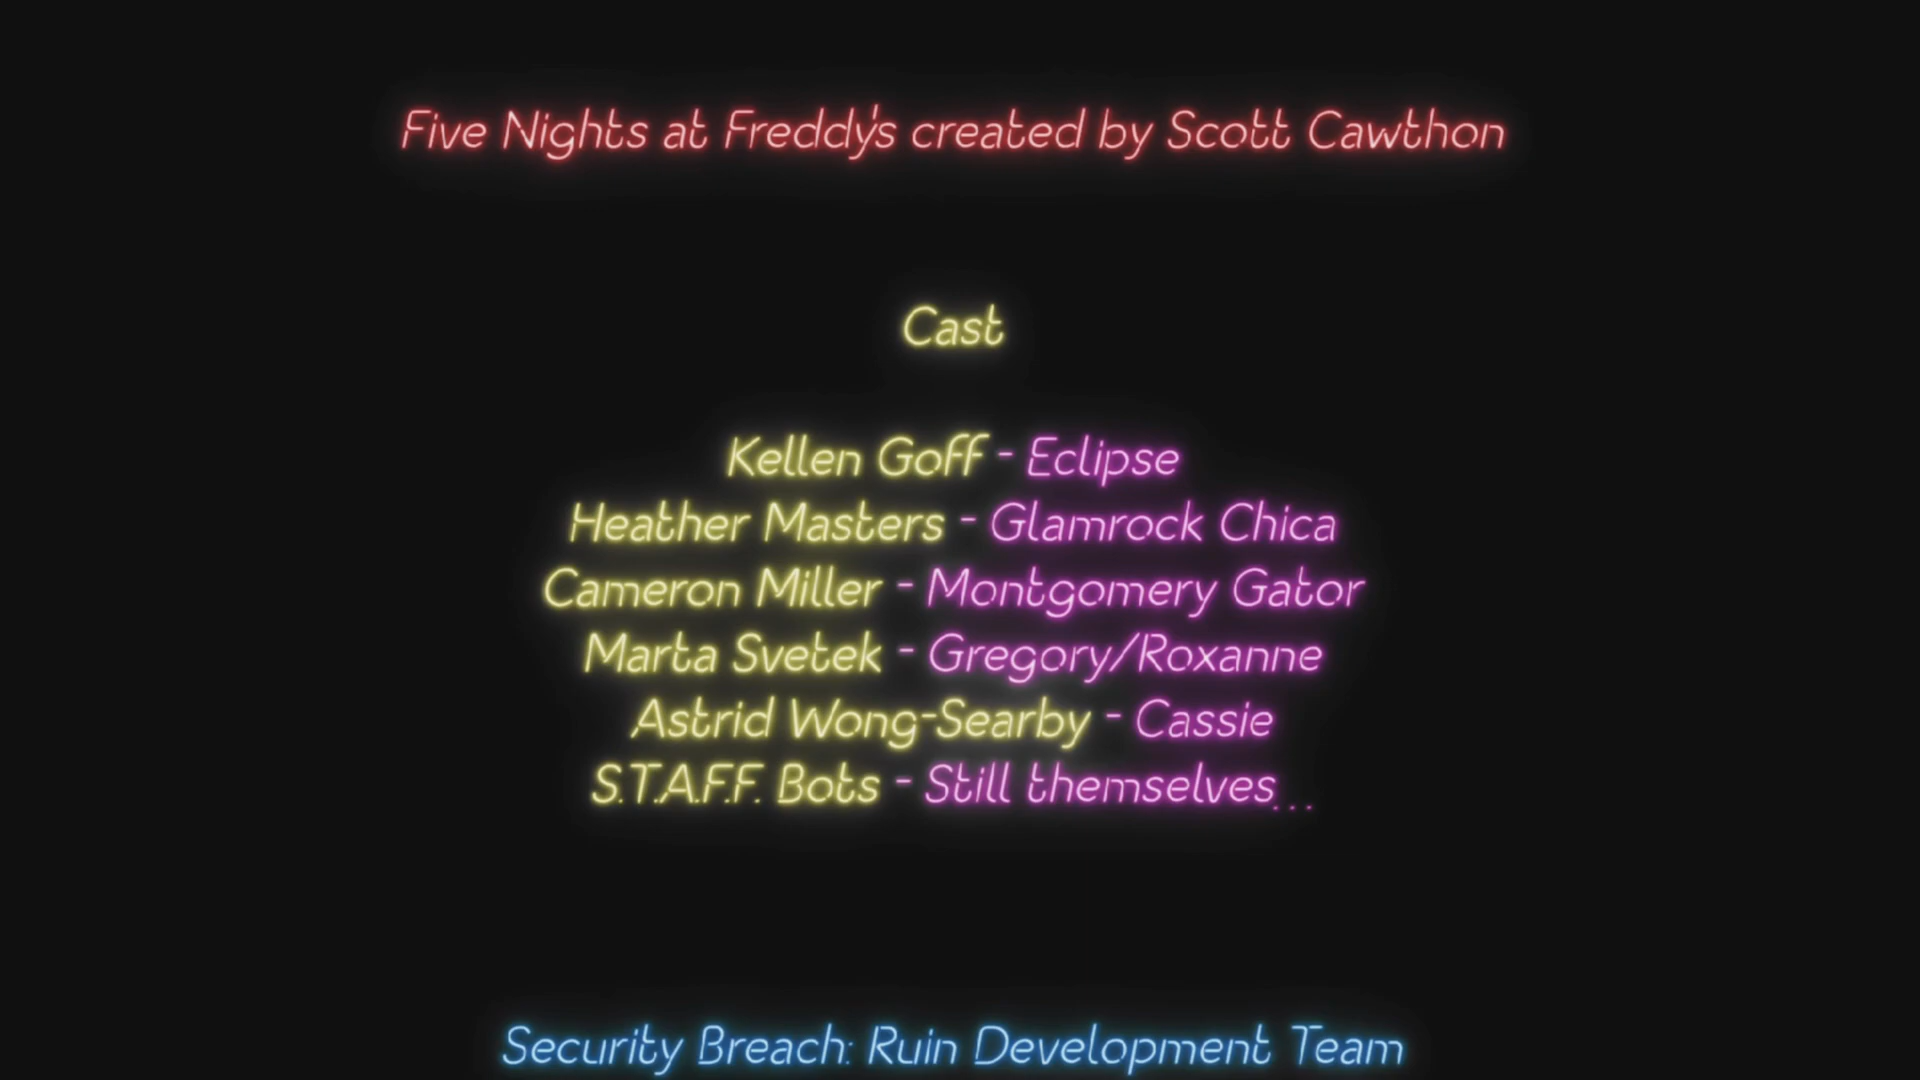 Five Nights at Freddy's created by Scott Cawthon
Cast
Kellen Goff - Eclipse
Heather Masters - Glamrock Chica
Cameron Miller - Montgomery Gator
Marta Svetek - Gregory/Roxanne
Astrid Wong-Searby - Cassie
S.T.A.F.F. Bots - Still themselves...
Security Breach: Ruin Development Team